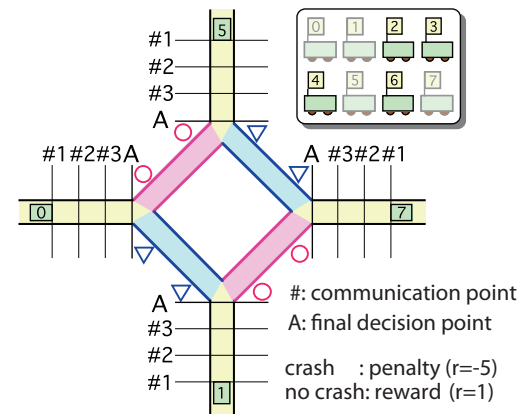 5
#1
#2
#3
A
0 1 2 3
4 5 6 7
#1 #2 #3 A
A #3 #2 #1
0
7
A
#3
#2
#1
1
#: communication point
A: final decision point
crash : penalty (r=-5)
no crash: reward (r=1)